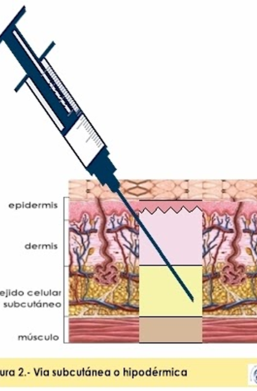 epidermis
dermis
ejido celular
subcutáneo
músculo
ura 2.- Vía subcutánea o hipodérmica